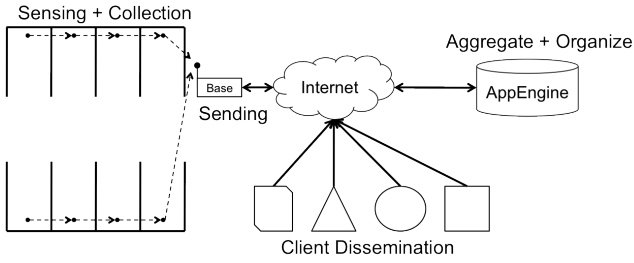 Sensing + Collection
Aggregate + Organize
Base
Internet
AppEngine
Sending
Client Dissemination